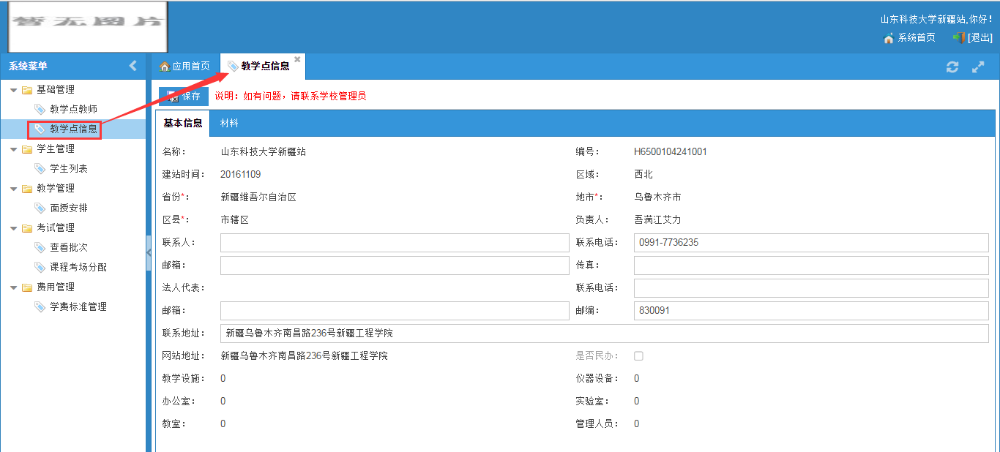 暂无图片
山东科技大学新疆站,你好!
系统首页 [退出]
系统菜单
应用首页 教学点信息
基础管理
教学点教师
教学点信息
学生管理
学生列表
教学管理
面授安排
考试管理
查看批次
课程考场分配
费用管理
学费标准管理
保存 说明：如有问题，请联系学校管理员
基本信息 材料
名称： 山东科技大学新疆站 编号： H6500104241001
建站时间： 20161109 区域： 西北
省份*： 新疆维吾尔自治区 地市*： 乌鲁木齐市
区县*： 市辖区 负责人： 吾满江艾力
联系人： 联系电话： 0991-7736235
邮箱： 传真：
法人代表： 联系电话：
邮箱： 邮编： 830091
联系地址： 新疆乌鲁木齐南昌路236号新疆工程学院
网站地址： 新疆乌鲁木齐南昌路236号新疆工程学院 是否民办：
教学设施： 0 仪器设备： 0
办公室： 0 实验室： 0
教室： 0 管理人员： 0